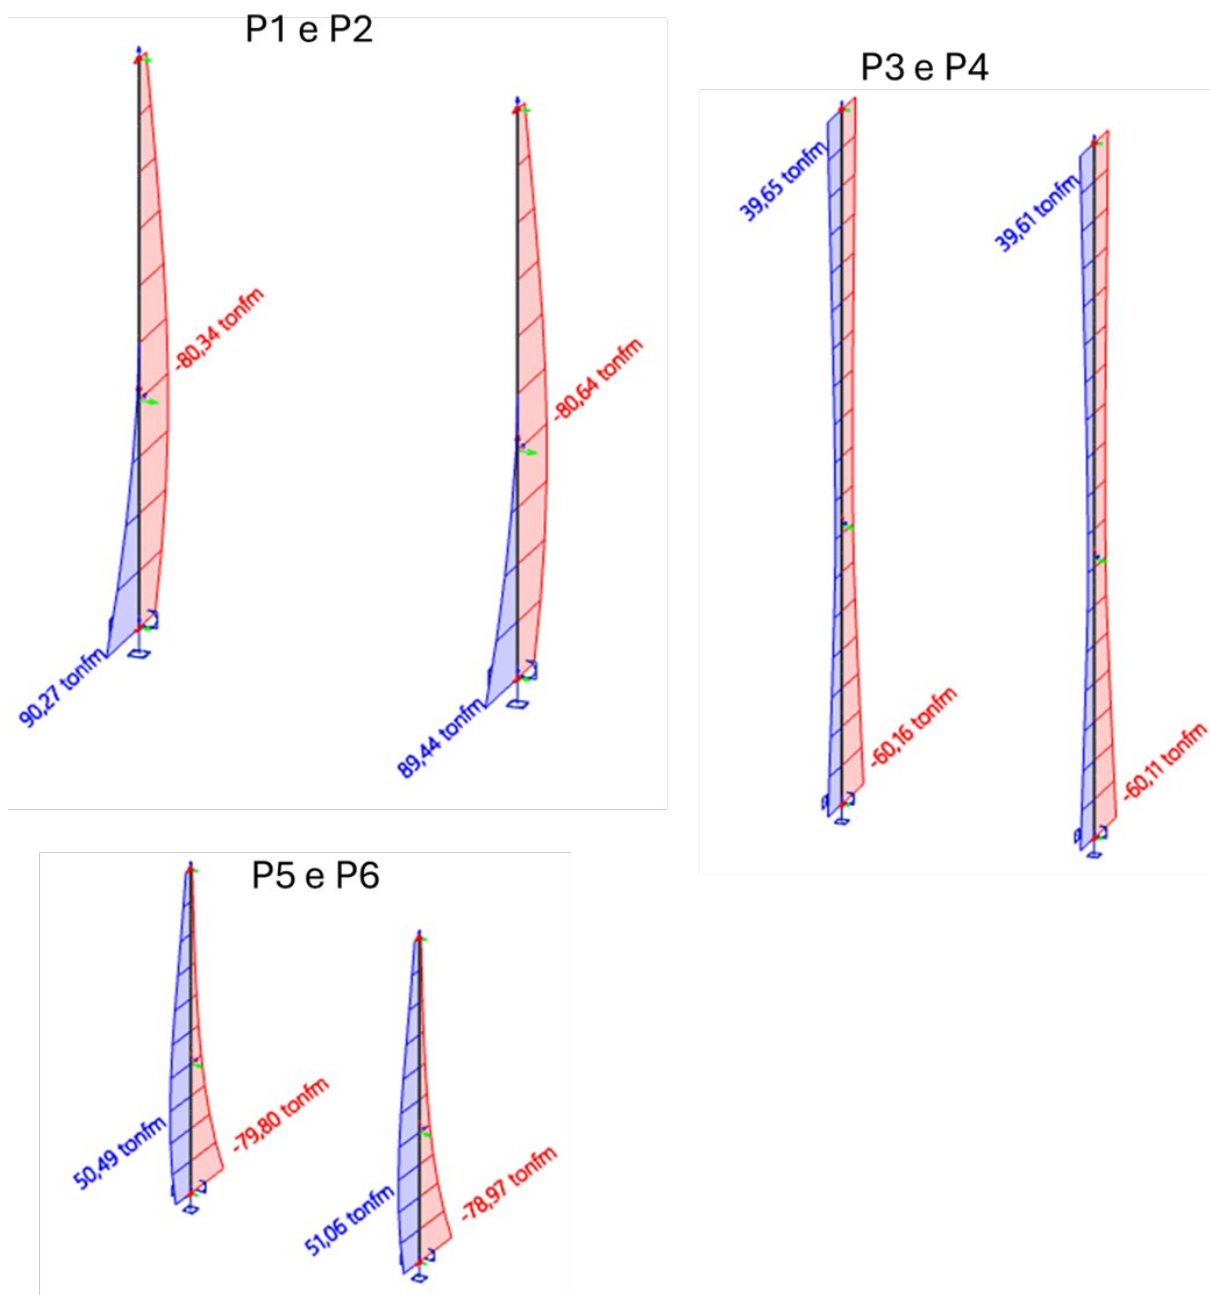 P1 e P2
-80,34 tonfm
-80,64 tonfm
90,27 tonfm
89,44 tonfm
P3 e P4
39,65 tonfm
39,61 tonfm
-60,16 tonfm
-60,11 tonfm
P5 e P6
50,49 tonfm
-79,80 tonfm
51,06 tonfm
-78,97 tonfm